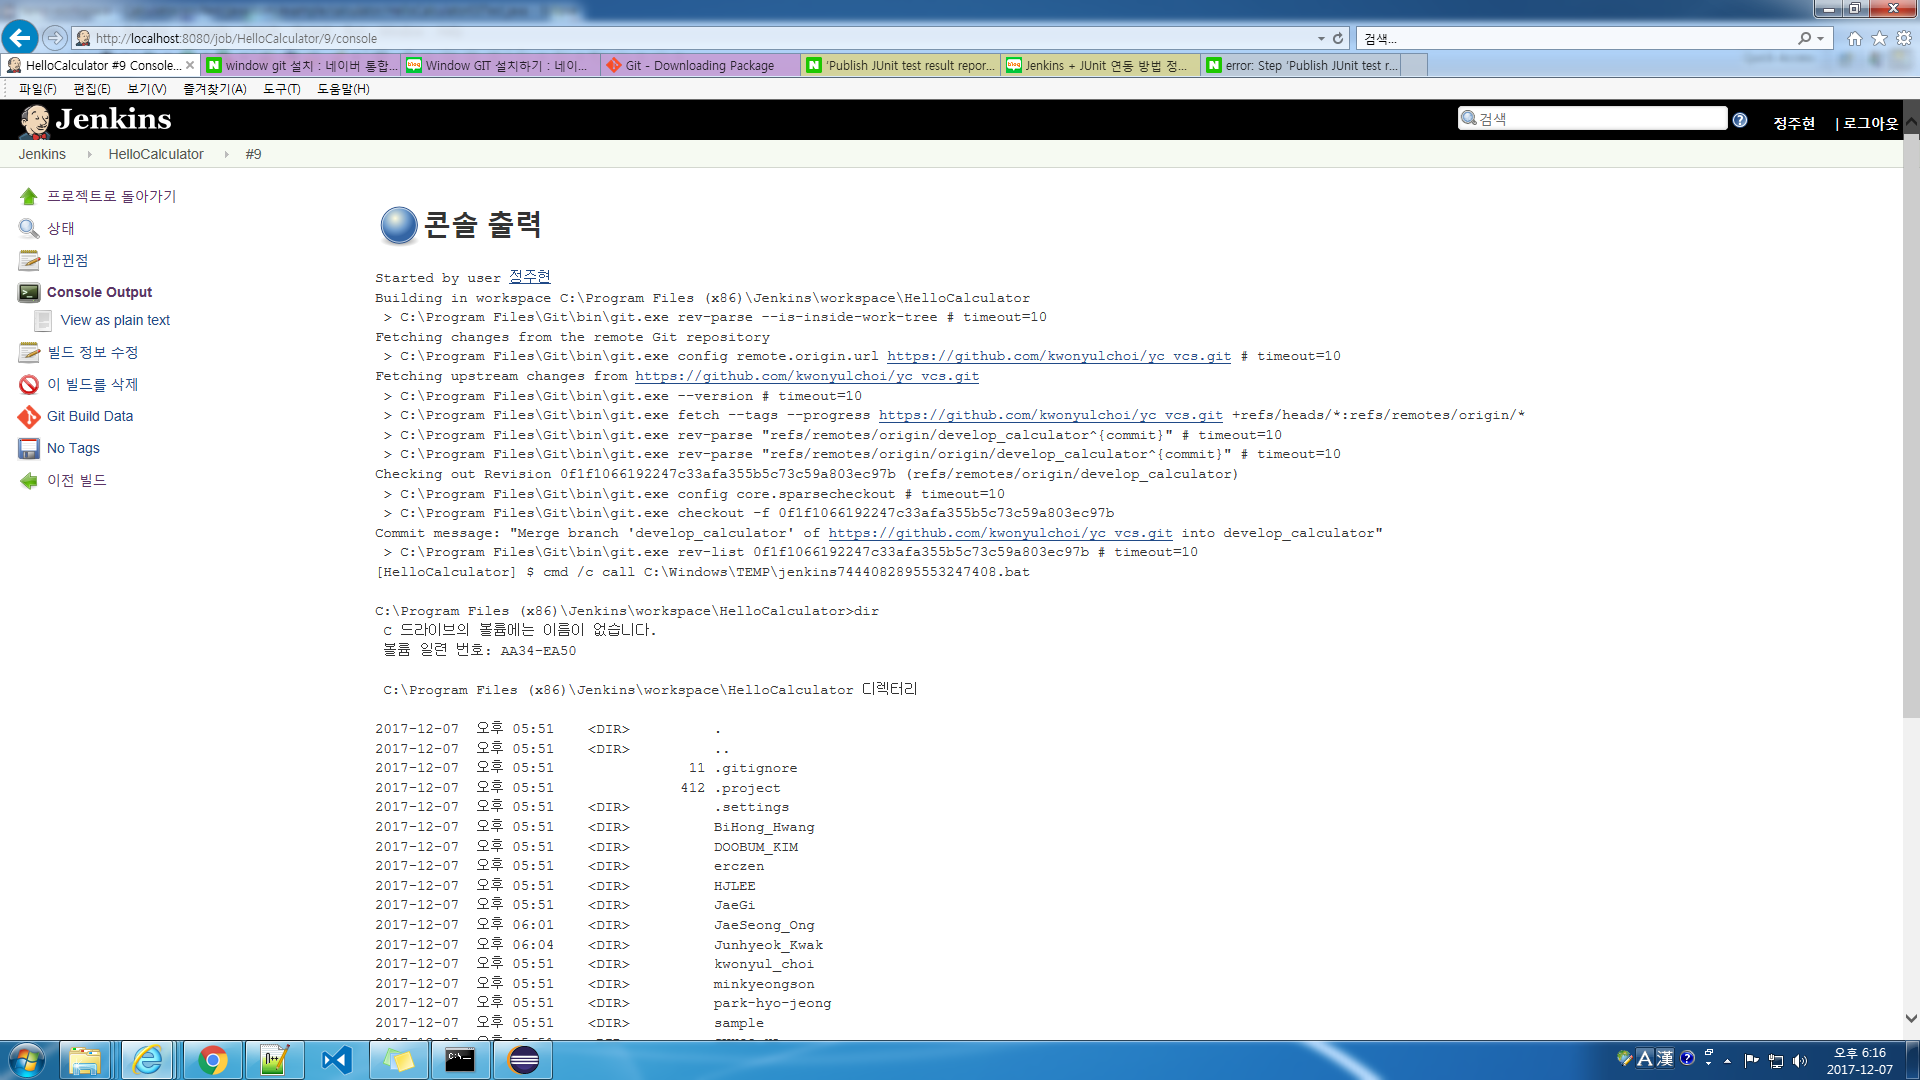 http://localhost:8080/job/HelloCalculator/9/console
검색...
HelloCalculator #9 Console...
window git 설치 : 네이버 통합...
Window GIT 설치하기 : 네이...
Git - Downloading Package
'Publish JUnit test result repor...
Jenkins + JUnit 연동 방법 정...
error: Step 'Publish JUnit test r...
파일(F) 편집(E) 보기(V) 즐겨찾기(A) 도구(T) 도움말(H)
Jenkins
검색
정주현 | 로그아웃
Jenkins HelloCalculator #9
프로젝트로 돌아가기
상태
바뀐점
Console Output
View as plain text
빌드 정보 수정
이 빌드를 삭제
Git Build Data
No Tags
이전 빌드
콘솔 출력
Started by user 정주현
Building in workspace C:\Program Files (x86)\Jenkins\workspace\HelloCalculator
> C:\Program Files\Git\bin\git.exe rev-parse --is-inside-work-tree # timeout=10
Fetching changes from the remote Git repository
> C:\Program Files\Git\bin\git.exe config remote.origin.url https://github.com/kwonyulchoi/yc_vcs.git # timeout=10
Fetching upstream changes from https://github.com/kwonyulchoi/yc_vcs.git
> C:\Program Files\Git\bin\git.exe --version # timeout=10
> C:\Program Files\Git\bin\git.exe fetch --tags --progress https://github.com/kwonyulchoi/yc_vcs.git +refs/heads/*:refs/remotes/origin/*
> C:\Program Files\Git\bin\git.exe rev-parse "refs/remotes/origin/develop_calculator^{commit}" # timeout=10
> C:\Program Files\Git\bin\git.exe rev-parse "refs/remotes/origin/origin/develop_calculator^{commit}" # timeout=10
Checking out Revision 0f1f1066192247c33afa355b5c73c59a803ec97b (refs/remotes/origin/develop_calculator)
> C:\Program Files\Git\bin\git.exe config core.sparsecheckout # timeout=10
> C:\Program Files\Git\bin\git.exe checkout -f 0f1f1066192247c33afa355b5c73c59a803ec97b
Commit message: "Merge branch 'develop_calculator' of https://github.com/kwonyulchoi/yc_vcs.git into develop_calculator"
> C:\Program Files\Git\bin\git.exe rev-list 0f1f1066192247c33afa355b5c73c59a803ec97b # timeout=10
[HelloCalculator] $ cmd /c call C:\Windows\TEMP\jenkins7444082895553247408.bat
C:\Program Files (x86)\Jenkins\workspace\HelloCalculator>dir
C 드라이브의 볼륨에는 이름이 없습니다.
볼륨 일련 번호: AA34-EA50
C:\Program Files (x86)\Jenkins\workspace\HelloCalculator 디렉터리
2017-12-07 오후 05:51 <DIR> .
2017-12-07 오후 05:51 <DIR> ..
2017-12-07 오후 05:51 11 .gitignore
2017-12-07 오후 05:51 412 .project
2017-12-07 오후 05:51 <DIR> .settings
2017-12-07 오후 05:51 <DIR> BiHong_Hwang
2017-12-07 오후 05:51 <DIR> DOOBUM_KIM
2017-12-07 오후 05:51 <DIR> erczen
2017-12-07 오후 05:51 <DIR> HJLEE
2017-12-07 오후 05:51 <DIR> JaeGi
2017-12-07 오후 06:01 <DIR> JaeSeong_Ong
2017-12-07 오후 06:04 <DIR> Junhyeok_Kwak
2017-12-07 오후 05:51 <DIR> kwonyul_choi
2017-12-07 오후 05:51 <DIR> minkyeongson
2017-12-07 오후 05:51 <DIR> park-hyo-jeong
2017-12-07 오후 05:51 <DIR> sample
A 漢
오후 6:16
2017-12-07